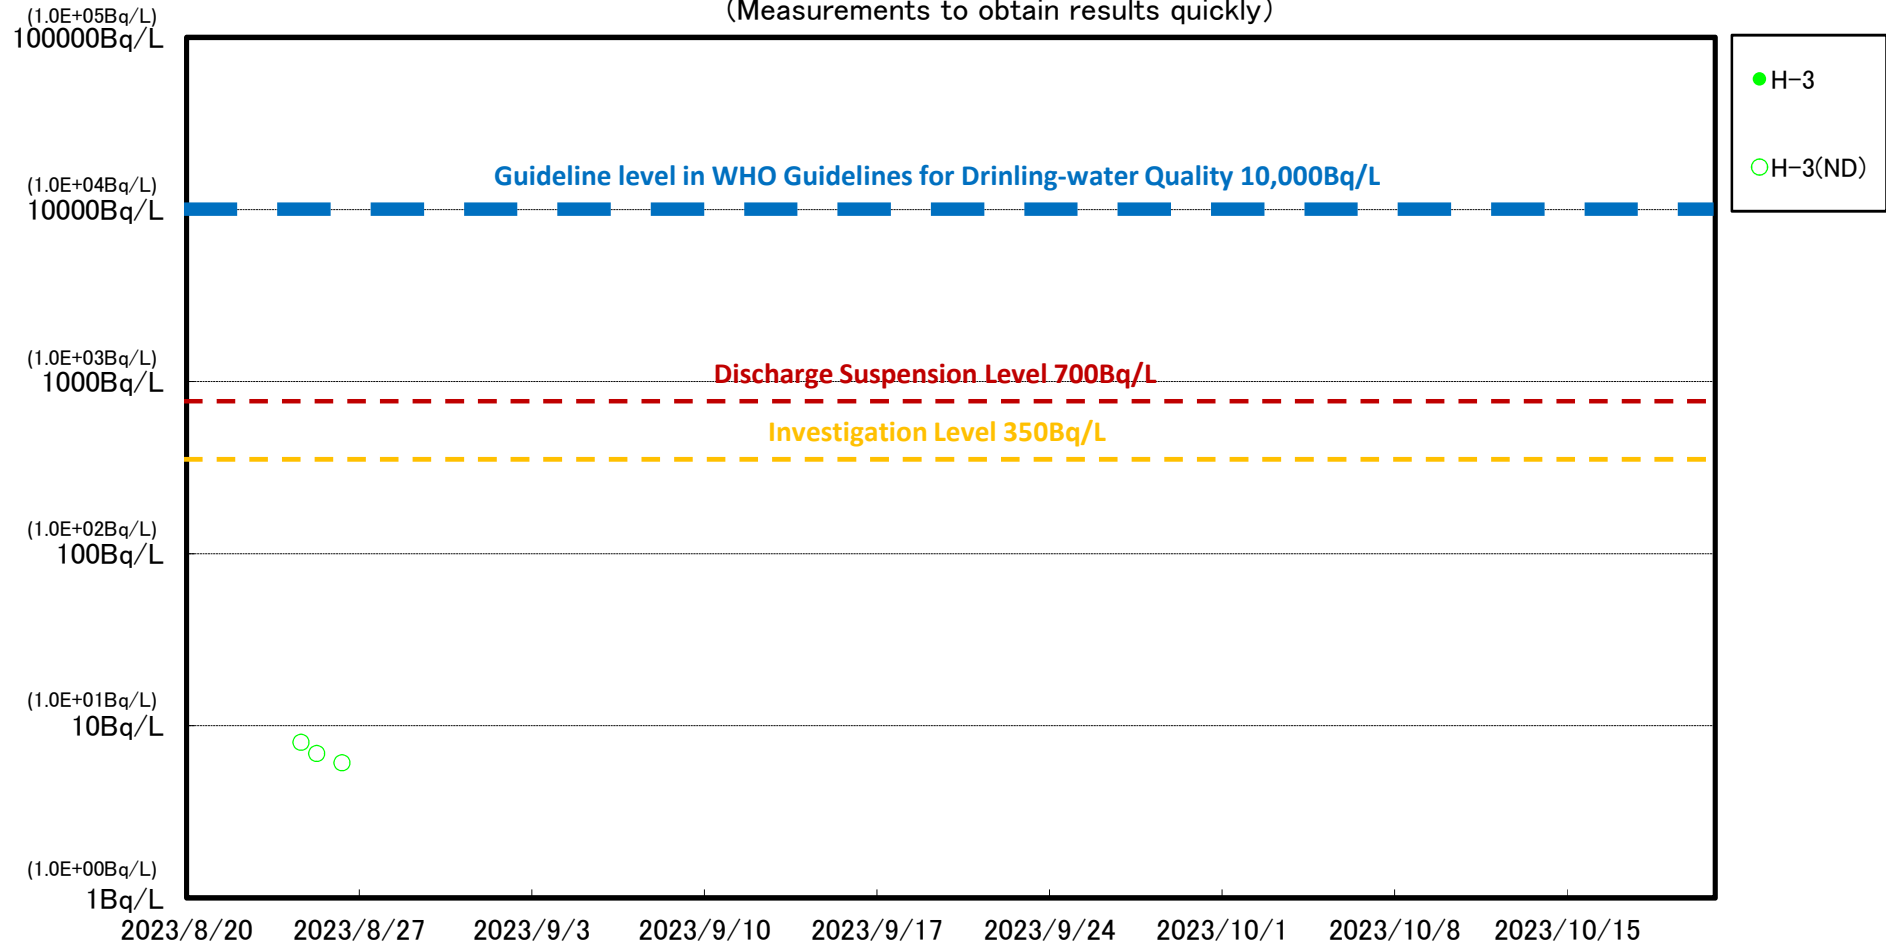 (Measurements to obtain results quickly)
(1.0E+05Bq/L)
100000Bq/L
H-3
H-3(ND)
Guideline level in WHO Guidelines for Drinling-water Quality 10,000Bq/L
(1.0E+04Bq/L)
10000Bq/L
(1.0E+03Bq/L)
1000Bq/L
Discharge Suspension Level 700Bq/L
Investigation Level 350Bq/L
(1.0E+02Bq/L)
100Bq/L
(1.0E+01Bq/L)
10Bq/L
(1.0E+00Bq/L)
1Bq/L
2023/8/20 2023/8/27 2023/9/3 2023/9/10 2023/9/17 2023/9/24 2023/10/1 2023/10/8 2023/10/15